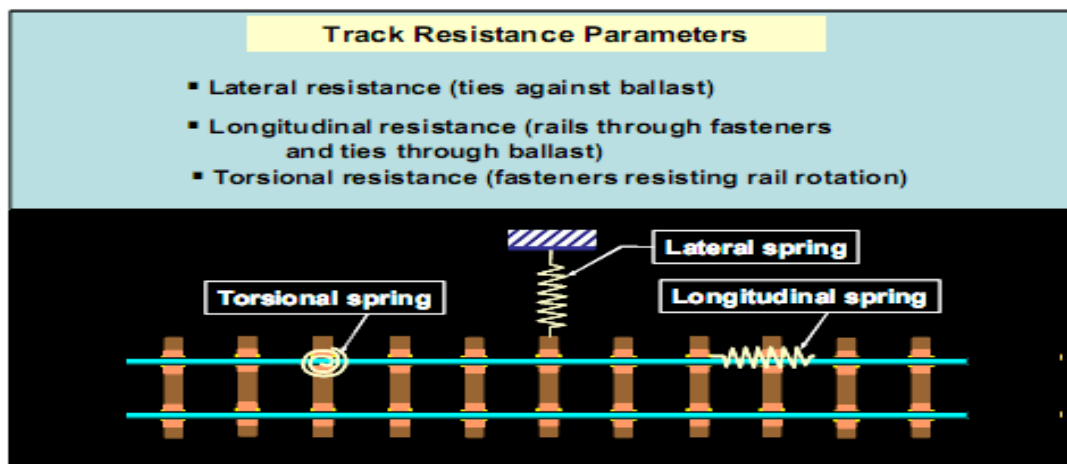 Track Resistance Parameters
▪ Lateral resistance (ties against ballast)
▪ Longitudinal resistance (rails through fasteners
and ties through ballast)
▪ Torsional resistance (fasteners resisting rail rotation)
Lateral spring
Torsional spring
Longitudinal spring